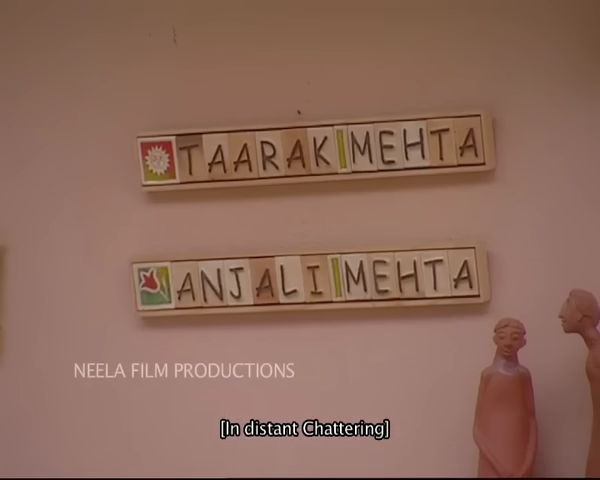 TAARAK MEHTA
ANJALI MEHTA
NEELA FILM PRODUCTIONS
[In distant Chattering]